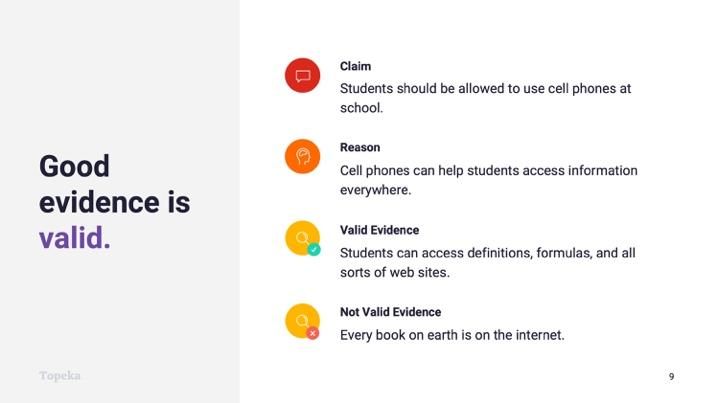 Good
evidence is
valid.
Claim
Students should be allowed to use cell phones at
school.
Reason
Cell phones can help students access information
everywhere.
Valid Evidence
Students can access definitions, formulas, and all
sorts of web sites.
Not Valid Evidence
Every book on earth is on the internet.
Topeka
9